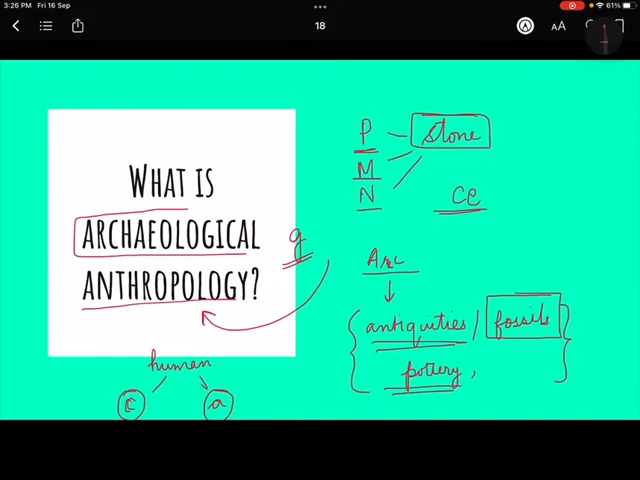 3:26 PM Fri 16 Sep
61%
18
AA
WHAT IS
ARCHAEOLOGICAL
ANTHROPOLOGY?
g
human
c
a
P
stone
M
N
CE
Arc
antiquities / fossils
pottery,